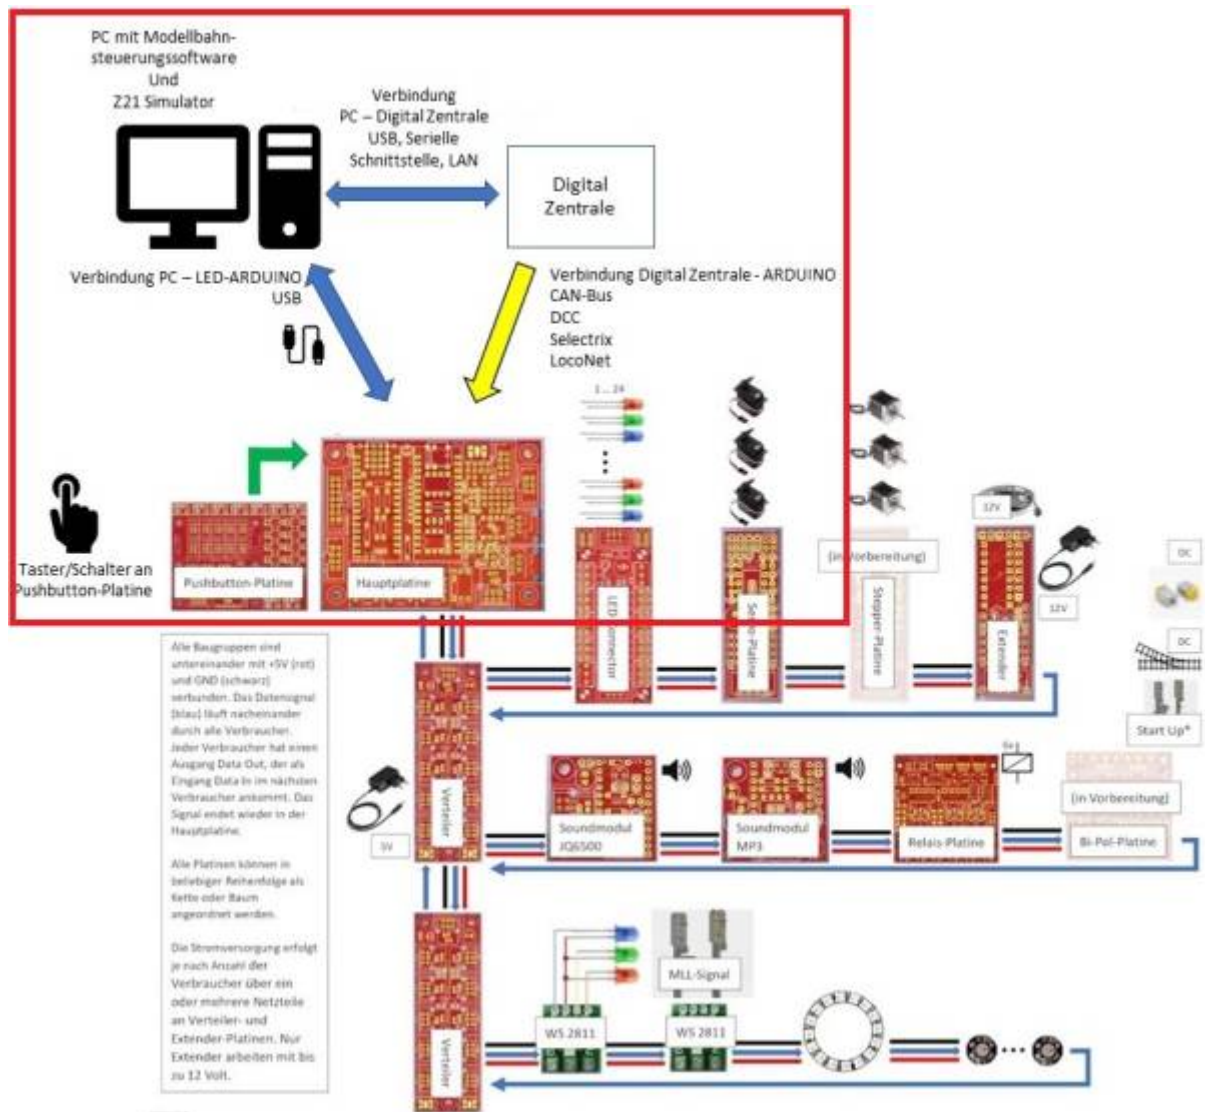 PC mit Modellbahn-
steuerungssoftware
Und
Z21 Simulator
Verbindung
PC – Digital Zentrale
USB, Serielle
Schnittstelle, LAN
Digital
Zentrale
Verbindung PC – LED-ARDUINO
USB
Verbindung Digital Zentrale - ARDUINO
CAN-Bus
DCC
Selectrix
LocoNet
1 ... 24
Taster/Schalter an
Pushbutton-Platine
Pushbutton-Platine
Hauptplatine
LED-Connector
Servo-Platine
(in Vorbereitung)
Stepper-Platine
12V
Extender
12V
DC
DC
Start Up*
Alle Baugruppen sind
untereinander mit +5V (rot)
und GND (schwarz)
verbunden. Das Datensignal
(blau) läuft nacheinander
durch alle Verbraucher.
Jeder Verbraucher hat einen
Ausgang Data Out, der als
Eingang Data In im nächsten
Verbraucher ankommt. Das
Signal endet wieder in der
Hauptplatine.
Alle Platinen können in
beliebiger Reihenfolge als
Kette oder Baum
angeordnet werden.
Die Stromversorgung erfolgt
je nach Anzahl der
Verbraucher über ein
oder mehrere Netzteile
an Verteiler- und
Extender-Platinen. Nur
Extender arbeiten mit bis
zu 12 Volt.
5V
Verteiler
Soundmodul
JQ6500
Soundmodul
MP3
Relais-Platine
(in Vorbereitung)
Bi-Pol-Platine
Verteiler
WS 2811
MLL-Signal
WS 2811